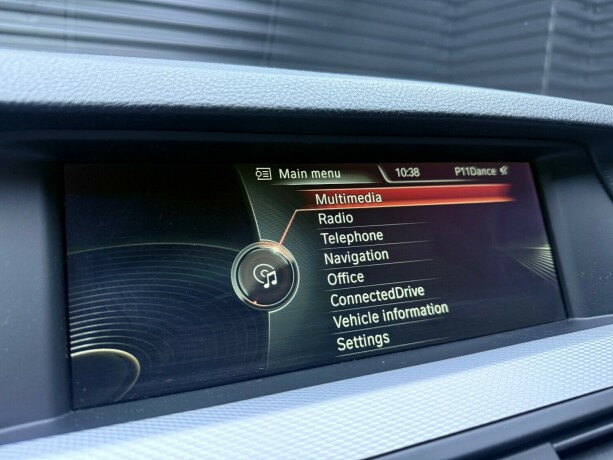 Main menu 10:38 P11Dance
Multimedia
Radio
Telephone
Navigation
Office
ConnectedDrive
Vehicle information
Settings